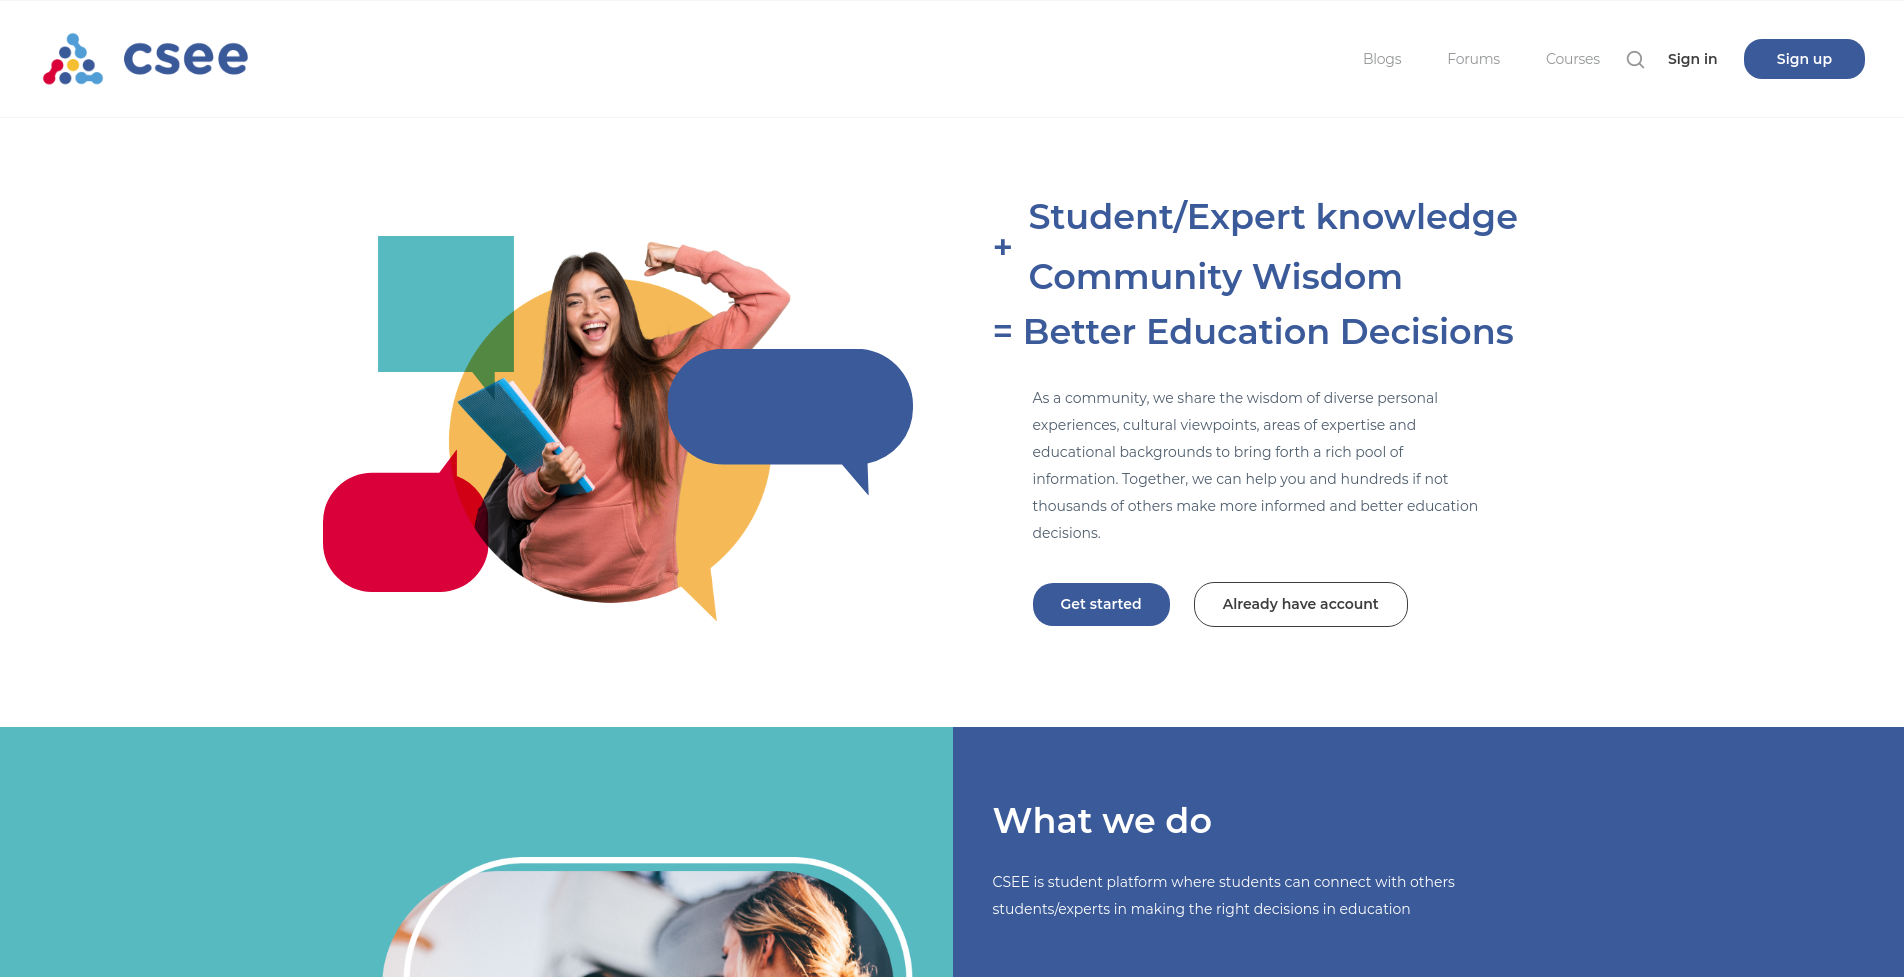 csee
Blogs
Forums
Courses
Sign in
Sign up
Student/Expert knowledge
+
Community Wisdom
= Better Education Decisions
As a community, we share the wisdom of diverse personal
experiences, cultural viewpoints, areas of expertise and
educational backgrounds to bring forth a rich pool of
information. Together, we can help you and hundreds if not
thousands of others make more informed and better education
decisions.
Get started
Already have account
What we do
CSEE is student platform where students can connect with others
students/experts in making the right decisions in education